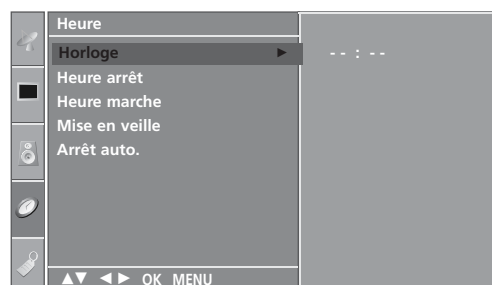 Heure
Horloge ► -- : --
Heure arrêt
Heure marche
Mise en veille
Arrêt auto.
▲▼ ◄► OK MENU